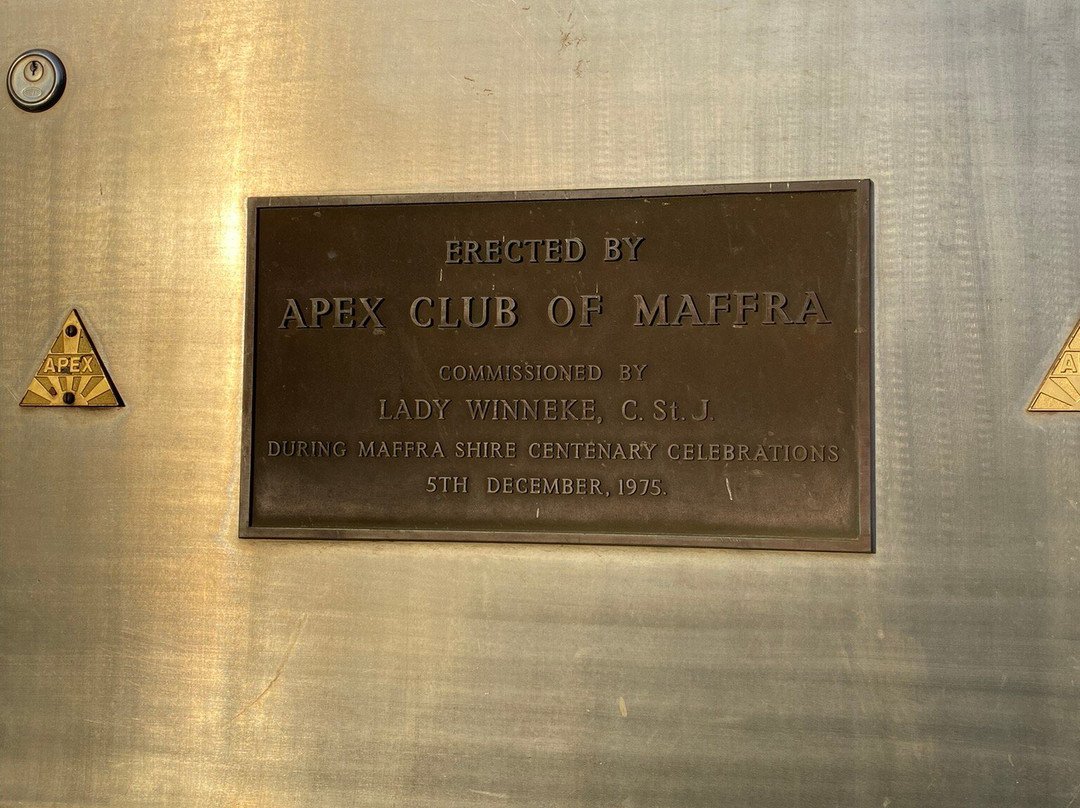 ERECTED BY
APEX CLUB OF MAFFRA
COMMISSIONED BY
LADY WINNEKE, C. St. J.
DURING MAFFRA SHIRE CENTENARY CELEBRATIONS
5TH DECEMBER, 1975.
APEX